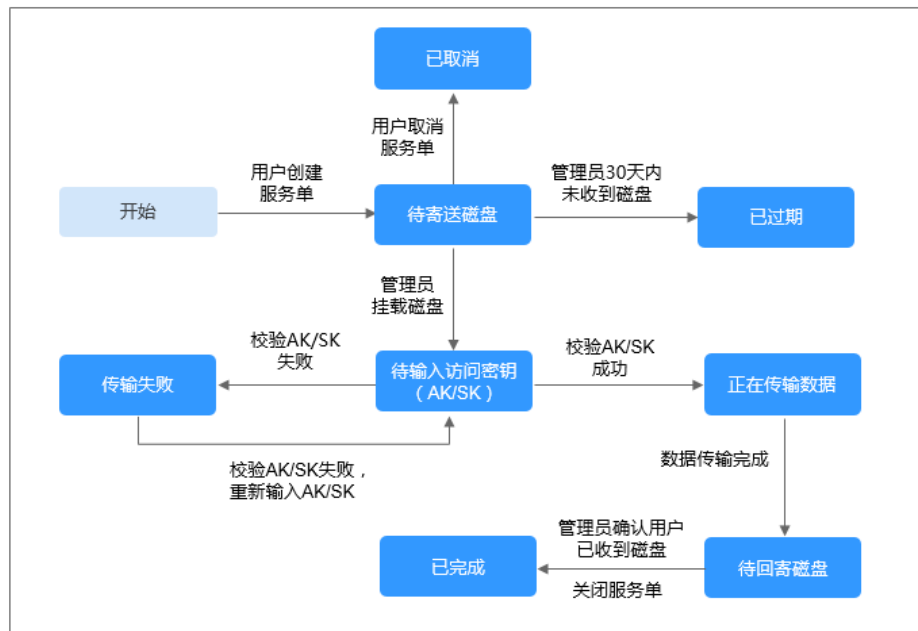 已取消
用户取消
服务单
用户创建
服务单
管理员30天内
未收到磁盘
开始
待寄送磁盘
已过期
管理员
挂载磁盘
校验AK/SK
失败
校验AK/SK
成功
传输失败
待输入访问密钥
（AK/SK）
正在传输数据
校验AK/SK失败，
重新输入AK/SK
数据传输完成
管理员确认用户
已收到磁盘
已完成
待回寄磁盘
关闭服务单